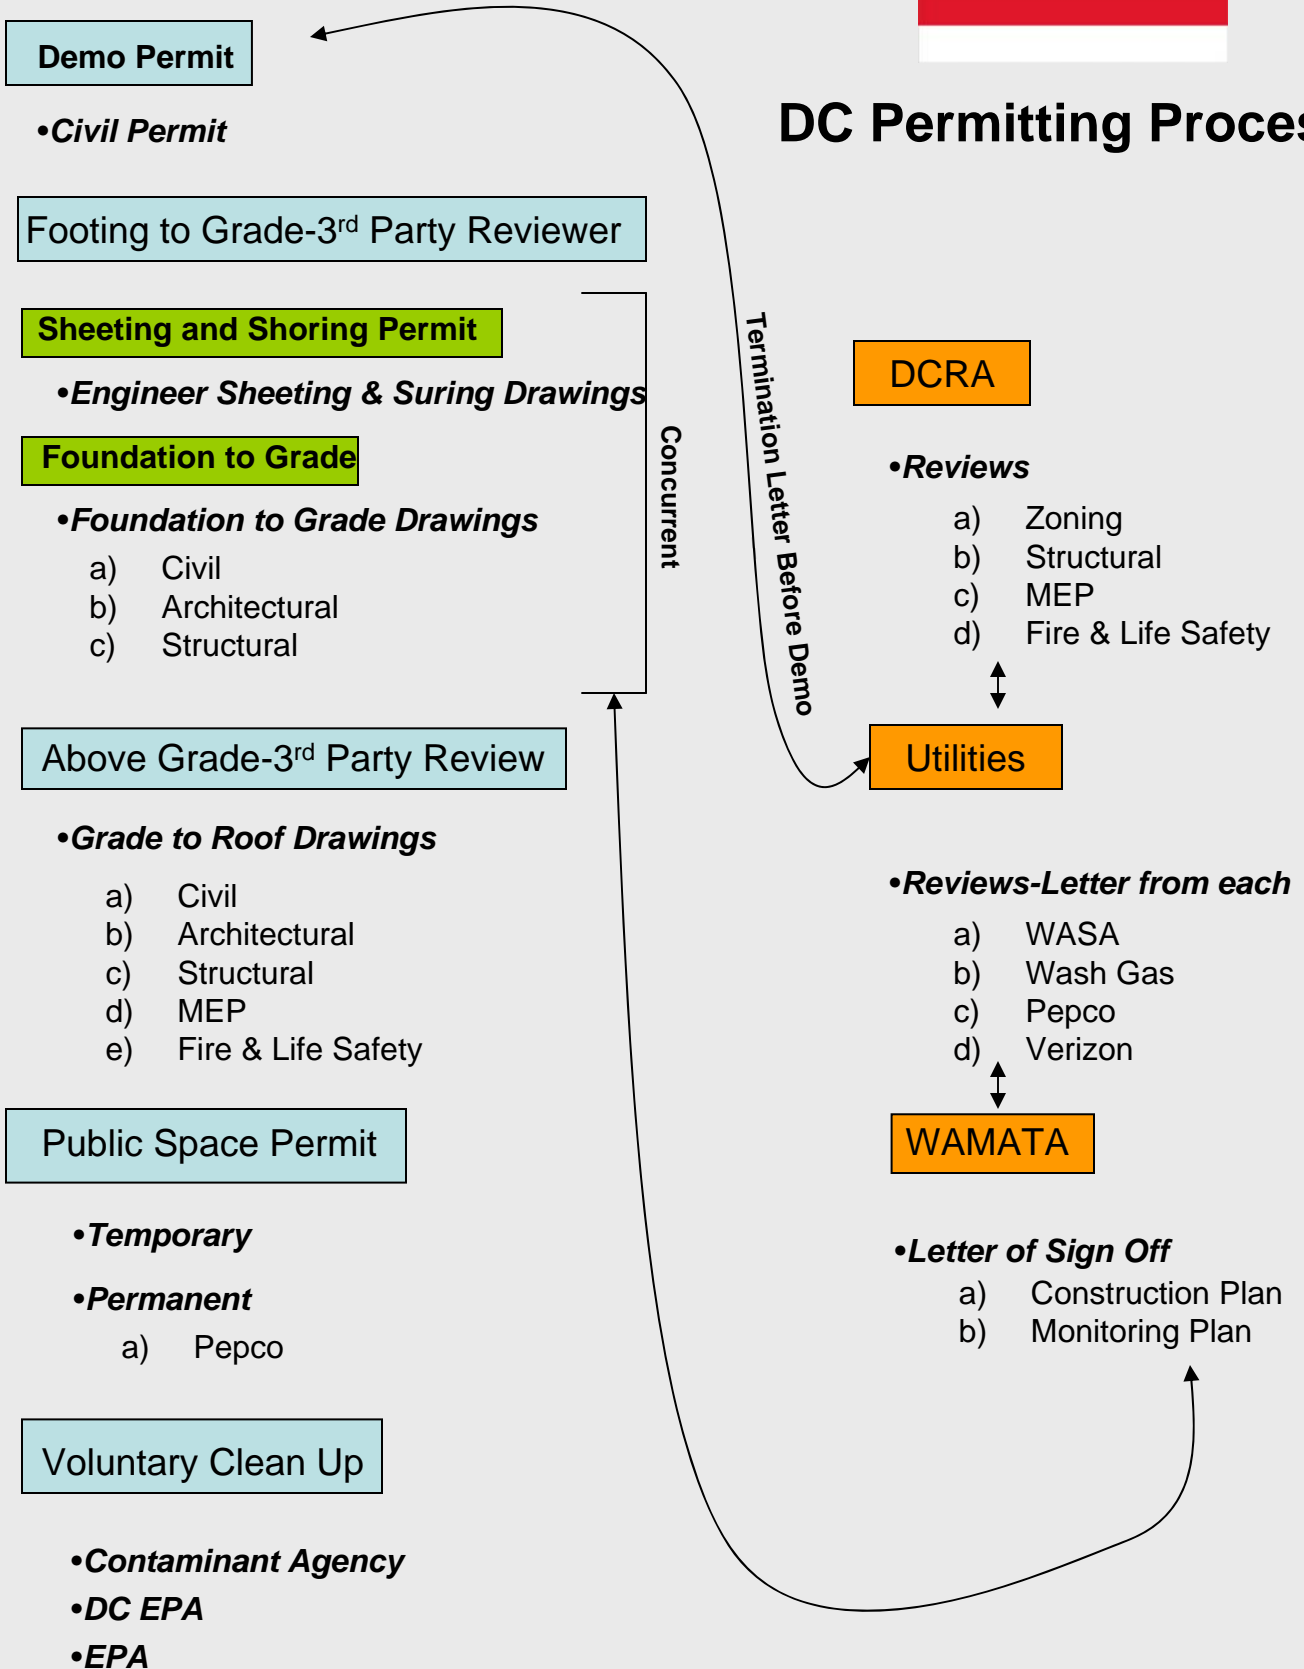 Demo Permit
•Civil Permit
DC Permitting Proces
Footing to Grade-3rd Party Reviewer
Sheeting and Shoring Permit
•Engineer Sheeting & Suring Drawings
Foundation to Grade
•Foundation to Grade Drawings
a) Civil
b) Architectural
c) Structural
Concurrent
Termination Letter Before Demo
Above Grade-3rd Party Review
•Grade to Roof Drawings
a) Civil
b) Architectural
c) Structural
d) MEP
e) Fire & Life Safety
Public Space Permit
•Temporary
•Permanent
a) Pepco
Voluntary Clean Up
•Contaminant Agency
•DC EPA
•EPA
DCRA
•Reviews
a) Zoning
b) Structural
c) MEP
d) Fire & Life Safety
Utilities
•Reviews-Letter from each
a) WASA
b) Wash Gas
c) Pepco
d) Verizon
WAMATA
•Letter of Sign Off
a) Construction Plan
b) Monitoring Plan